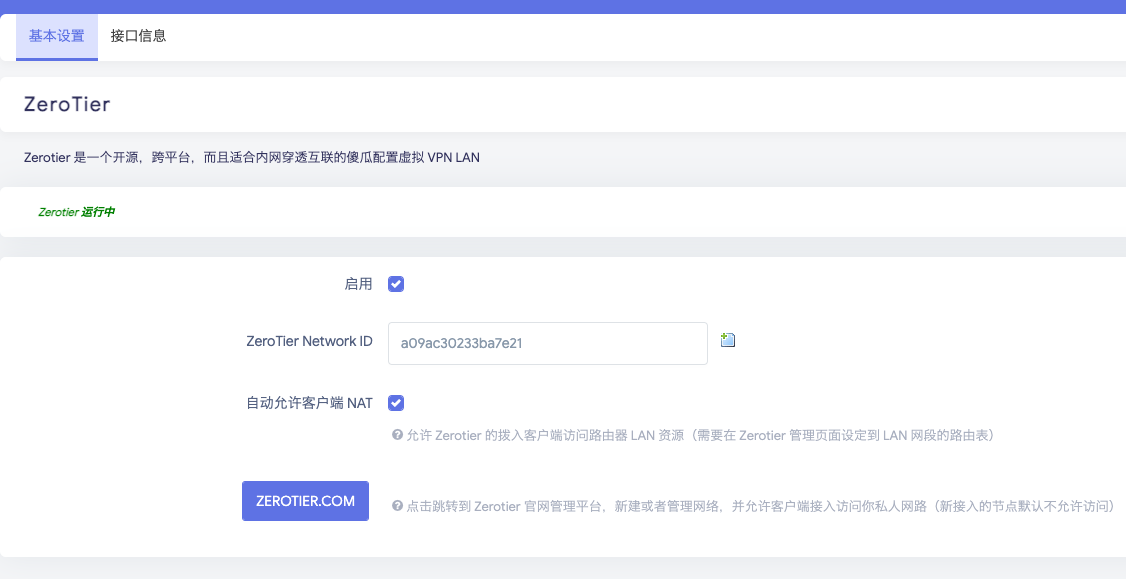 基本设置 接口信息
ZeroTier
Zerotier 是一个开源，跨平台，而且适合内网穿透互联的傻瓜配置虚拟 VPN LAN
Zerotier 运行中
启用
ZeroTier Network ID a09ac30233ba7e21
自动允许客户端 NAT
允许 Zerotier 的拨入客户端访问路由器 LAN 资源（需要在 Zerotier 管理页面设定到 LAN 网段的路由表）
ZEROTIER.COM 点击跳转到 Zerotier 官网管理平台，新建或者管理网络，并允许客户端接入访问你私人网路（新接入的节点默认不允许访问）